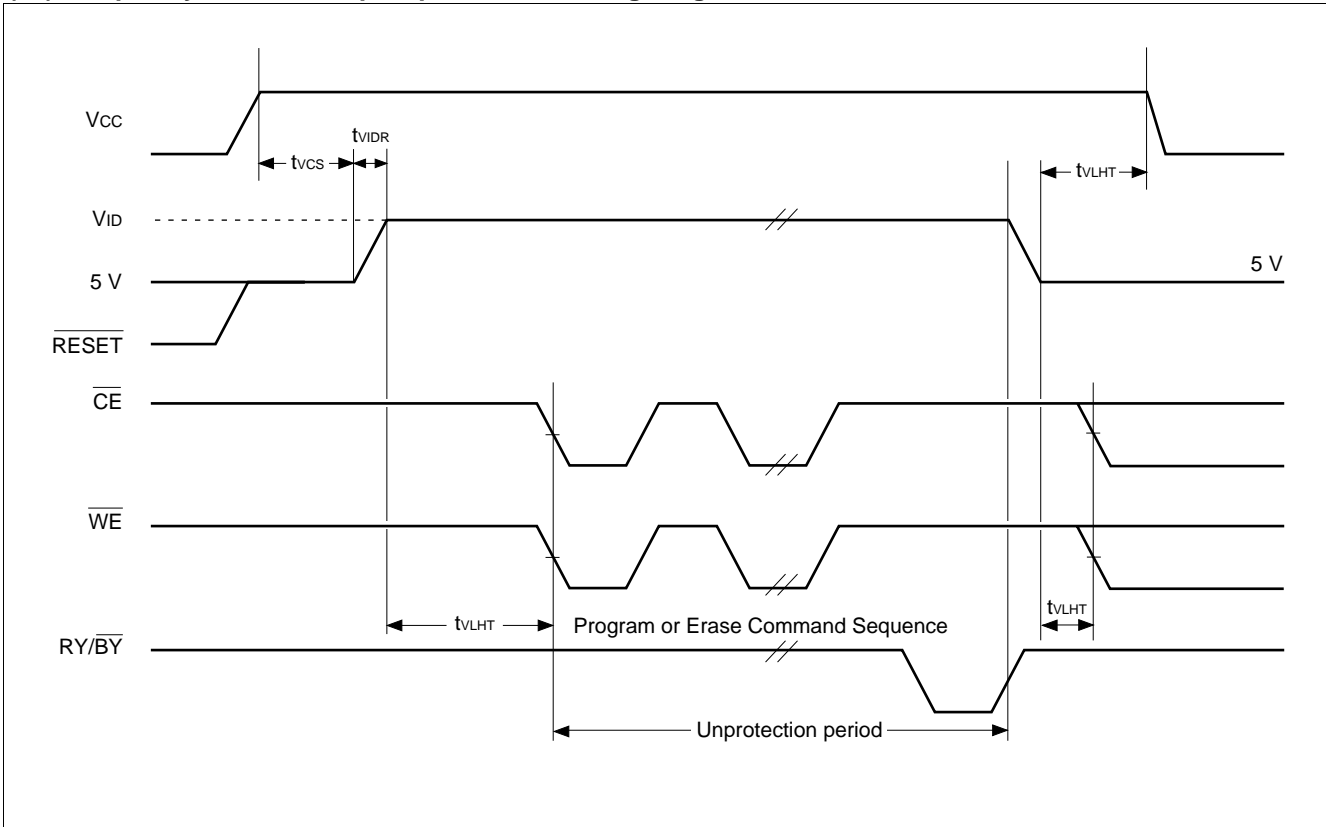 VCC
tVIDR
tVCS
tVLHT
VID
5 V
5 V
RESET
CE
WE
tVLHT
Program or Erase Command Sequence
tVLHT
RY/BY
Unprotection period